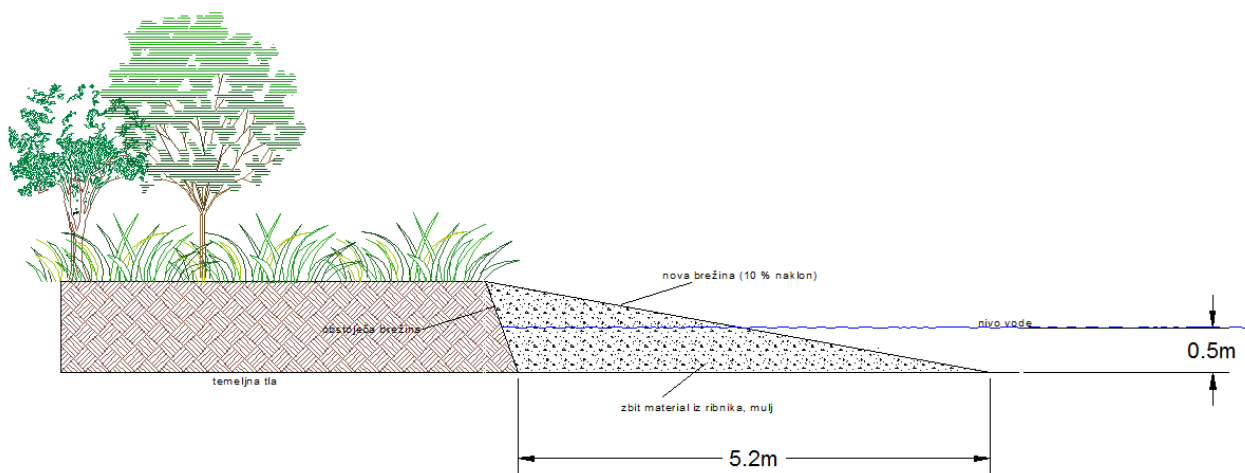 nova brežina (10 % naklon)
obstoječa brežina
nivo vode
0.5m
temeljna tla
zbit material iz ribnika, mulj
5.2m